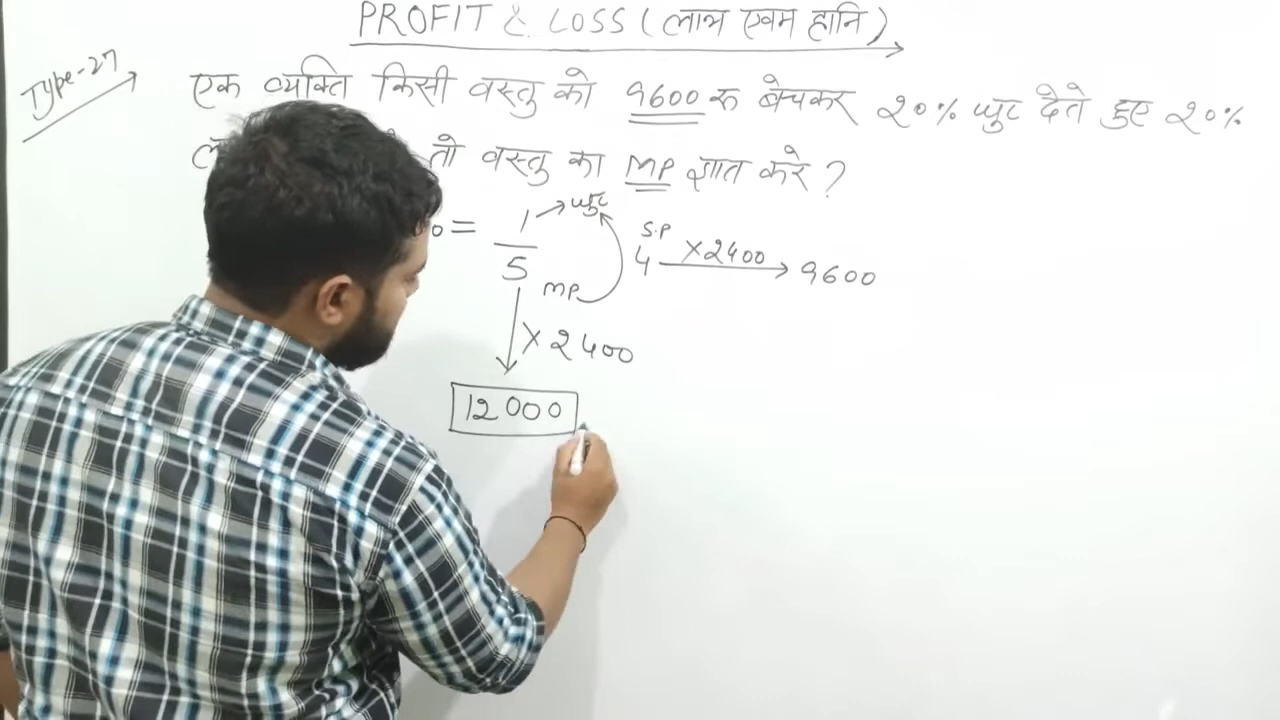 PROFIT & LOSS ( लाभ एवम हानि )
Type-27
एक व्यक्ति किसी वस्तु को 9600 रु बेचकर 20% छुट देते हुए 20%
तो वस्तु का MP ज्ञात करे ?
= 1/5 छुट MP
S.P 4 ×2400 9600
×2400
12000